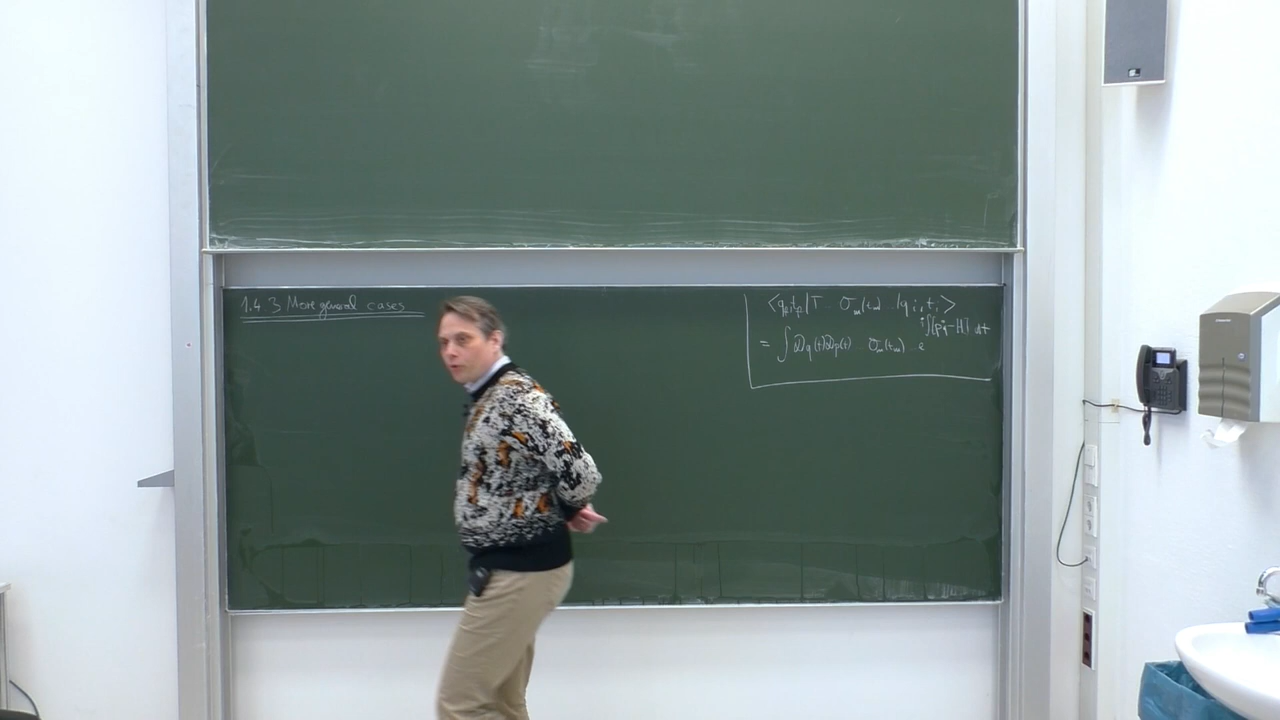 1.4.3 More general cases
⟨q_f,t_f|T ... O_m(t_m) ... |q_i,t_i⟩
= ∫ 𝒟q(t)𝒟p(t) ... O_m(t_m) ... e^{i∫[pq̇-H] dt}